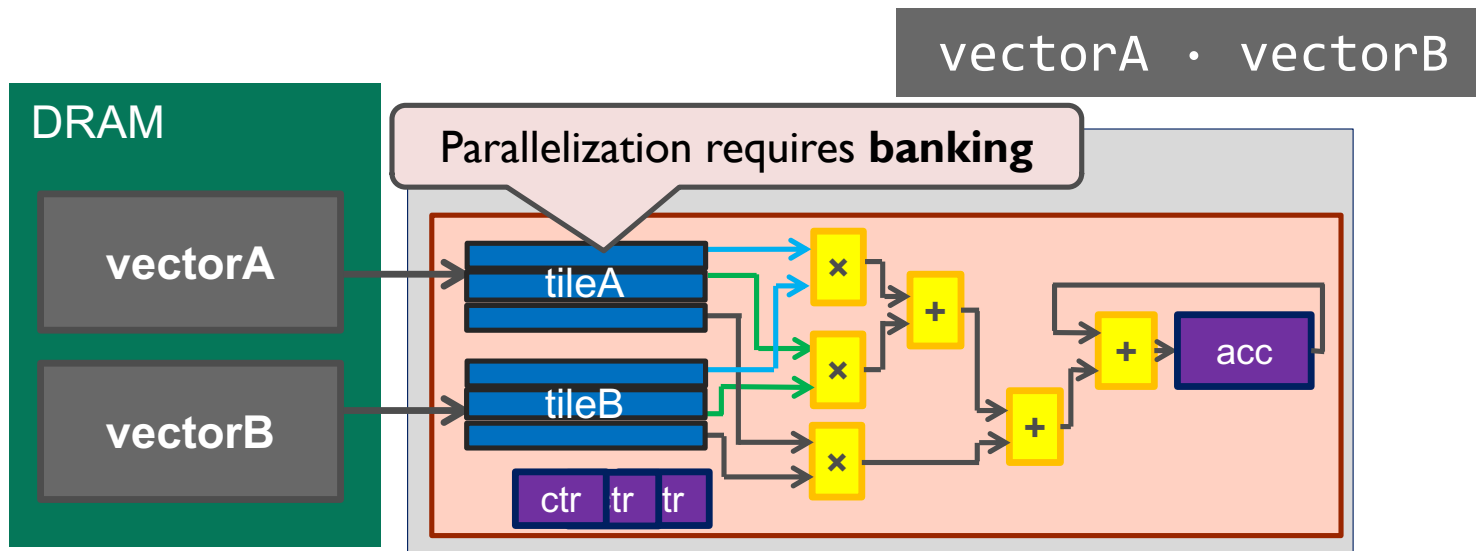 vectorA · vectorB
DRAM
Parallelization requires banking
vectorA
tileA
×
+
×
+
acc
vectorB
tileB
+
×
ctr
tr
tr